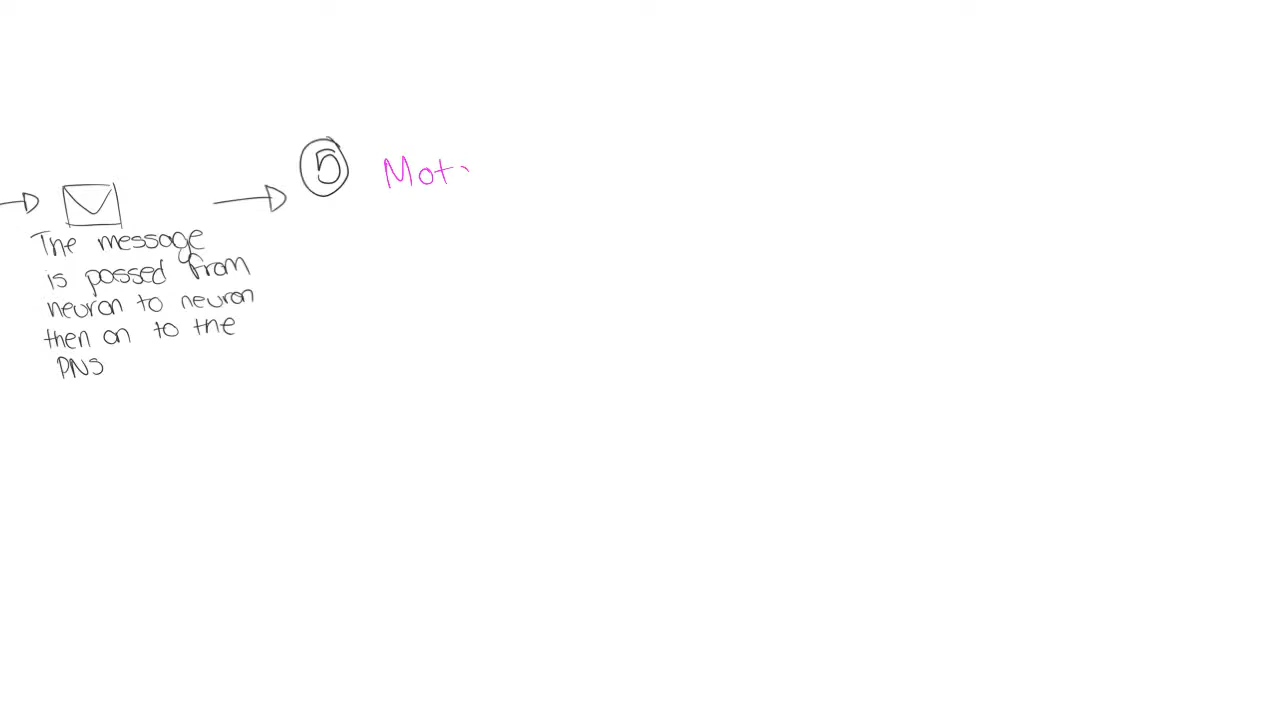 The message
is passed from
neuron to neuron
then on to the
PNS
5 Mot